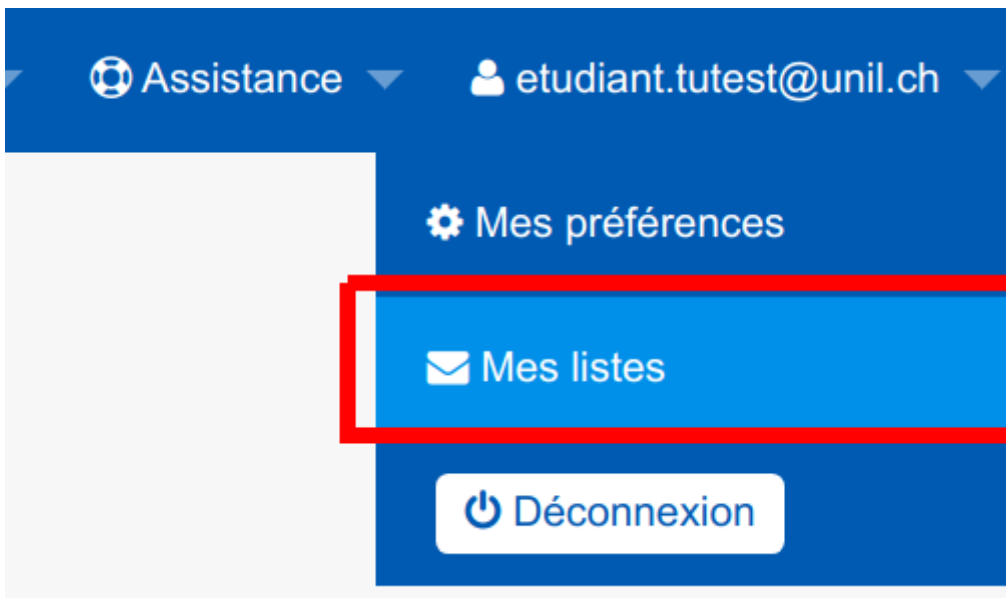 Assistance etudiant.tutest@unil.ch
Mes préférences
Mes listes
Déconnexion